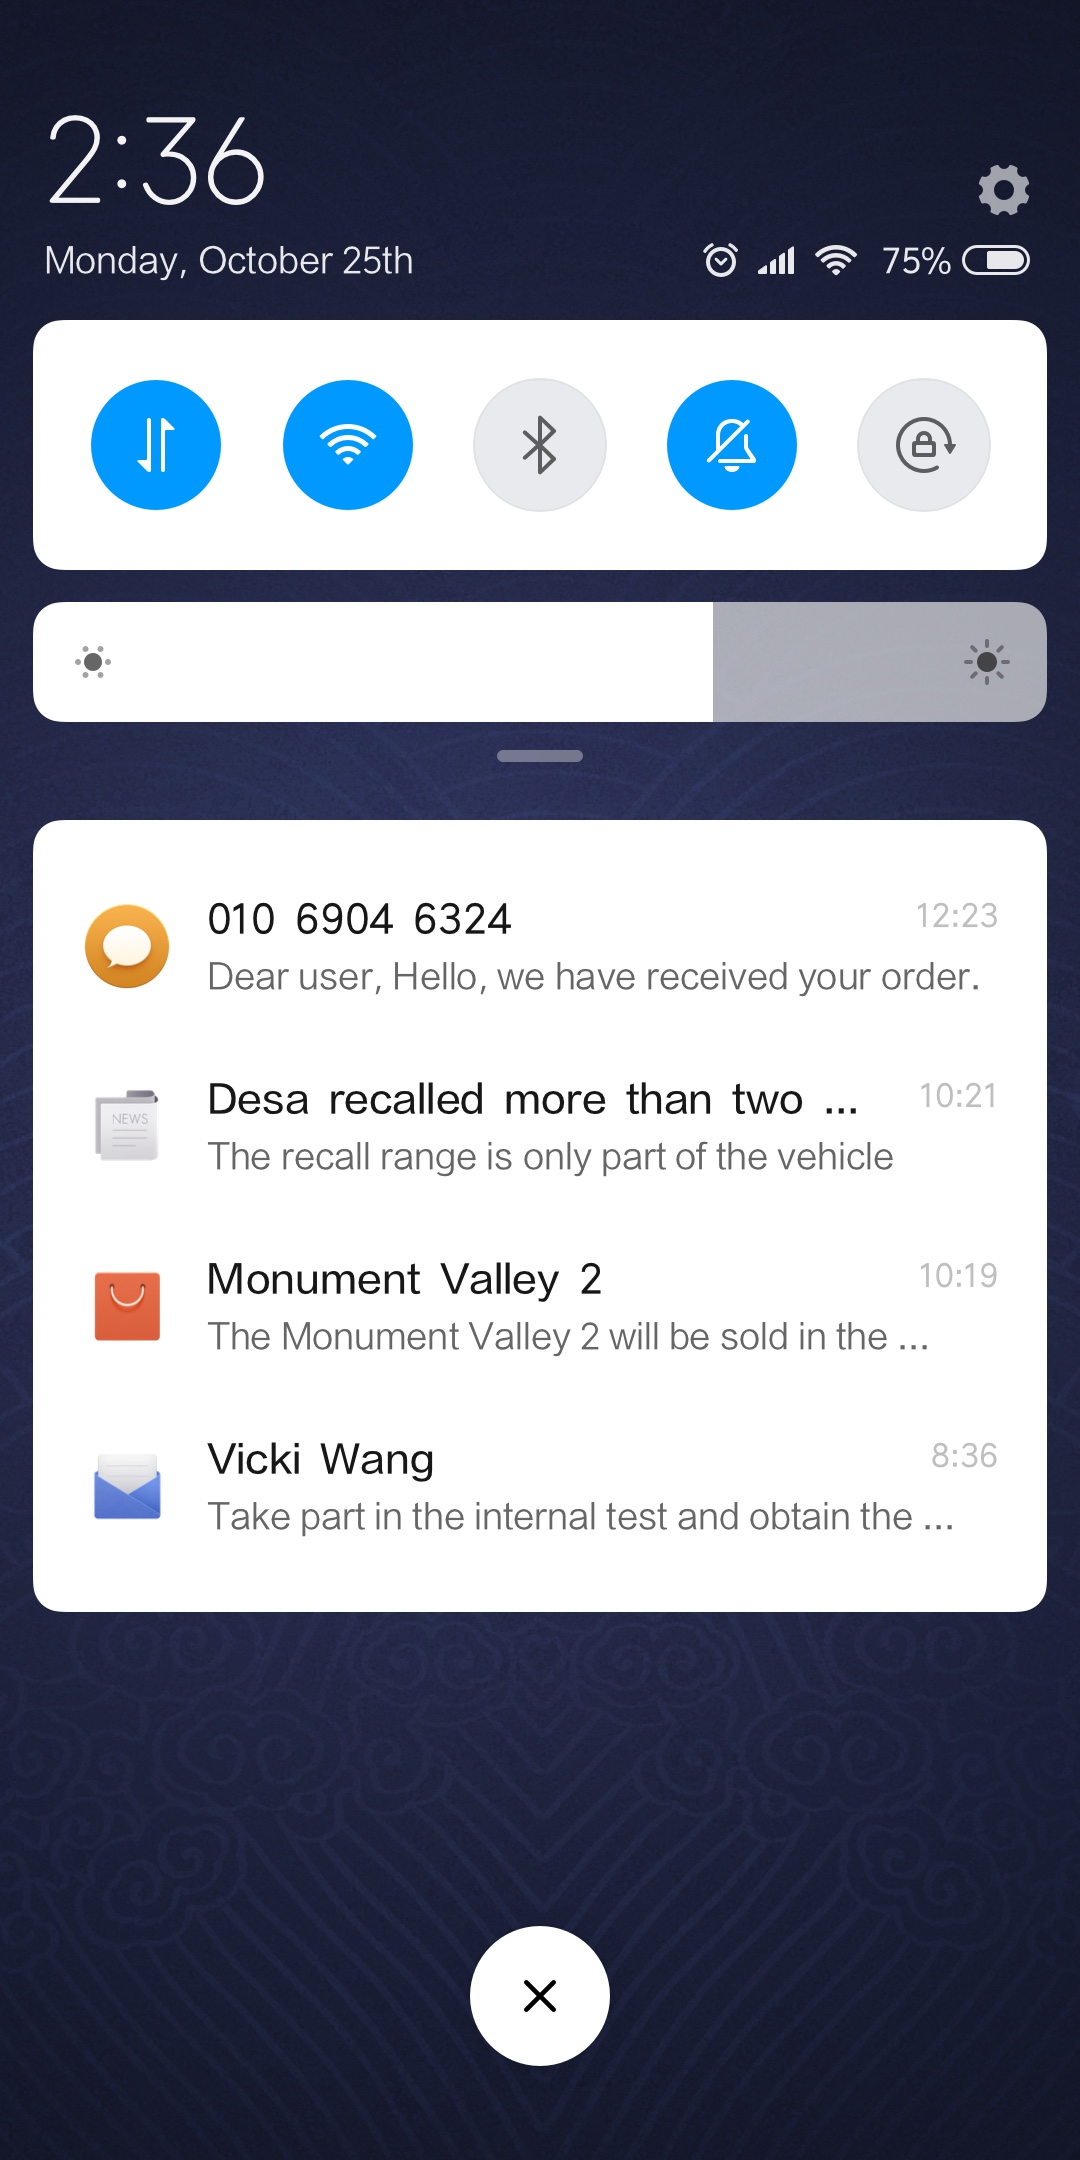 2:36
Monday, October 25th
75%
010 6904 6324
12:23
Dear user, Hello, we have received your order.
NEWS
Desa recalled more than two ...
10:21
The recall range is only part of the vehicle
Monument Valley 2
10:19
The Monument Valley 2 will be sold in the ...
Vicki Wang
8:36
Take part in the internal test and obtain the ...